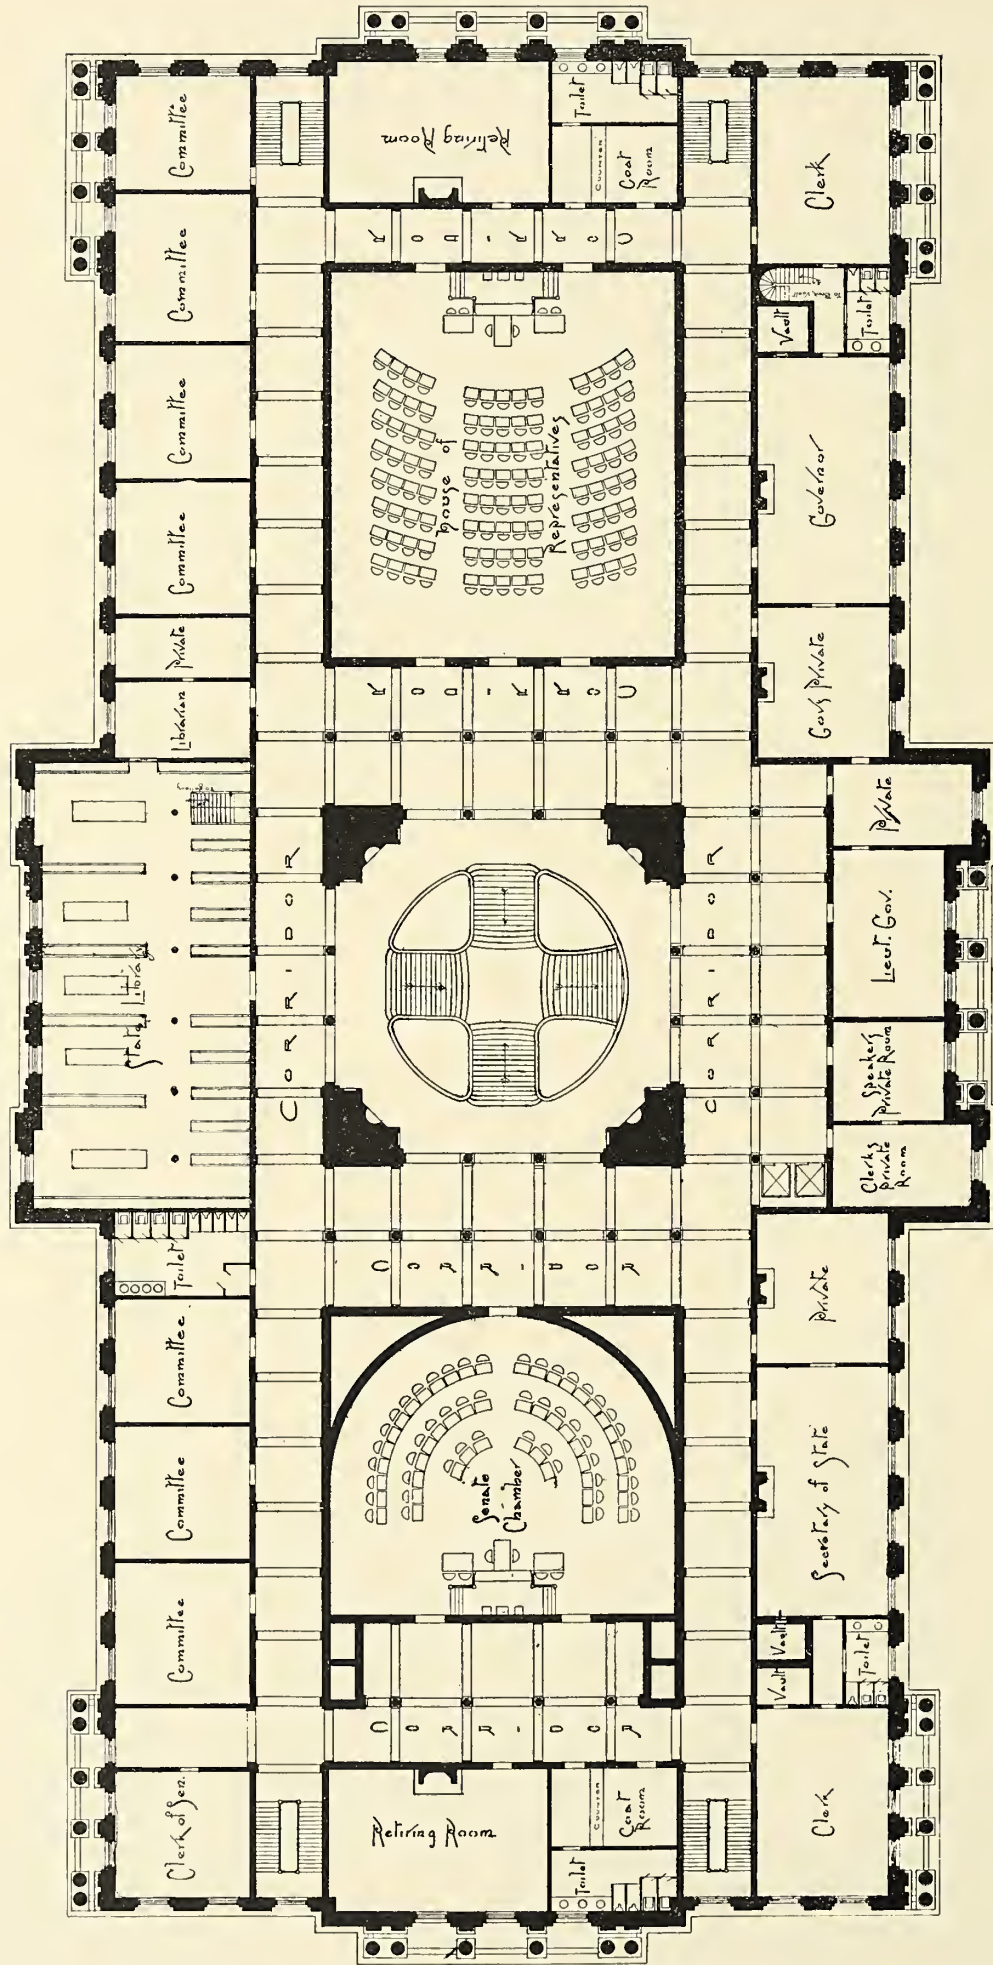 Committee
Committee
Committee
Committee
Private
Librarian
State Library
Toilet
Committee
Committee
Committee
Clerk of Sen.
Retiring Room
Toilet
COUNTER
Coat
Room
CORRIDOR
House of
Representatives
CORRIDOR
CORRIDOR
CORRIDOR
CORRIDOR
Senate
Chamber
CORRIDOR
Retiring Room
COUNTER
Coat
Room
Toilet
Clerk
Vault
Toilet
Governor
Gov's Private
Private
Lieut. Gov.
Speakers
Private Room
Clerks
Private
Room
Private
Secretary of State
Vault
Vault
Toilet
Clerk